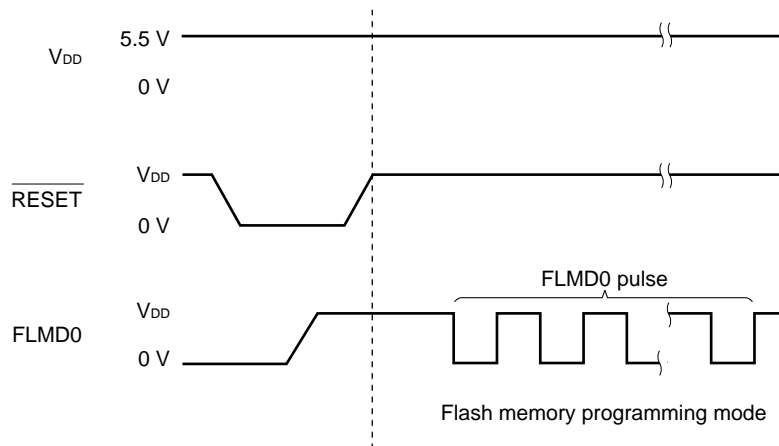 5.5 V
VDD
0 V
VDD
RESET
0 V
FLMD0 pulse
VDD
FLMD0
0 V
Flash memory programming mode